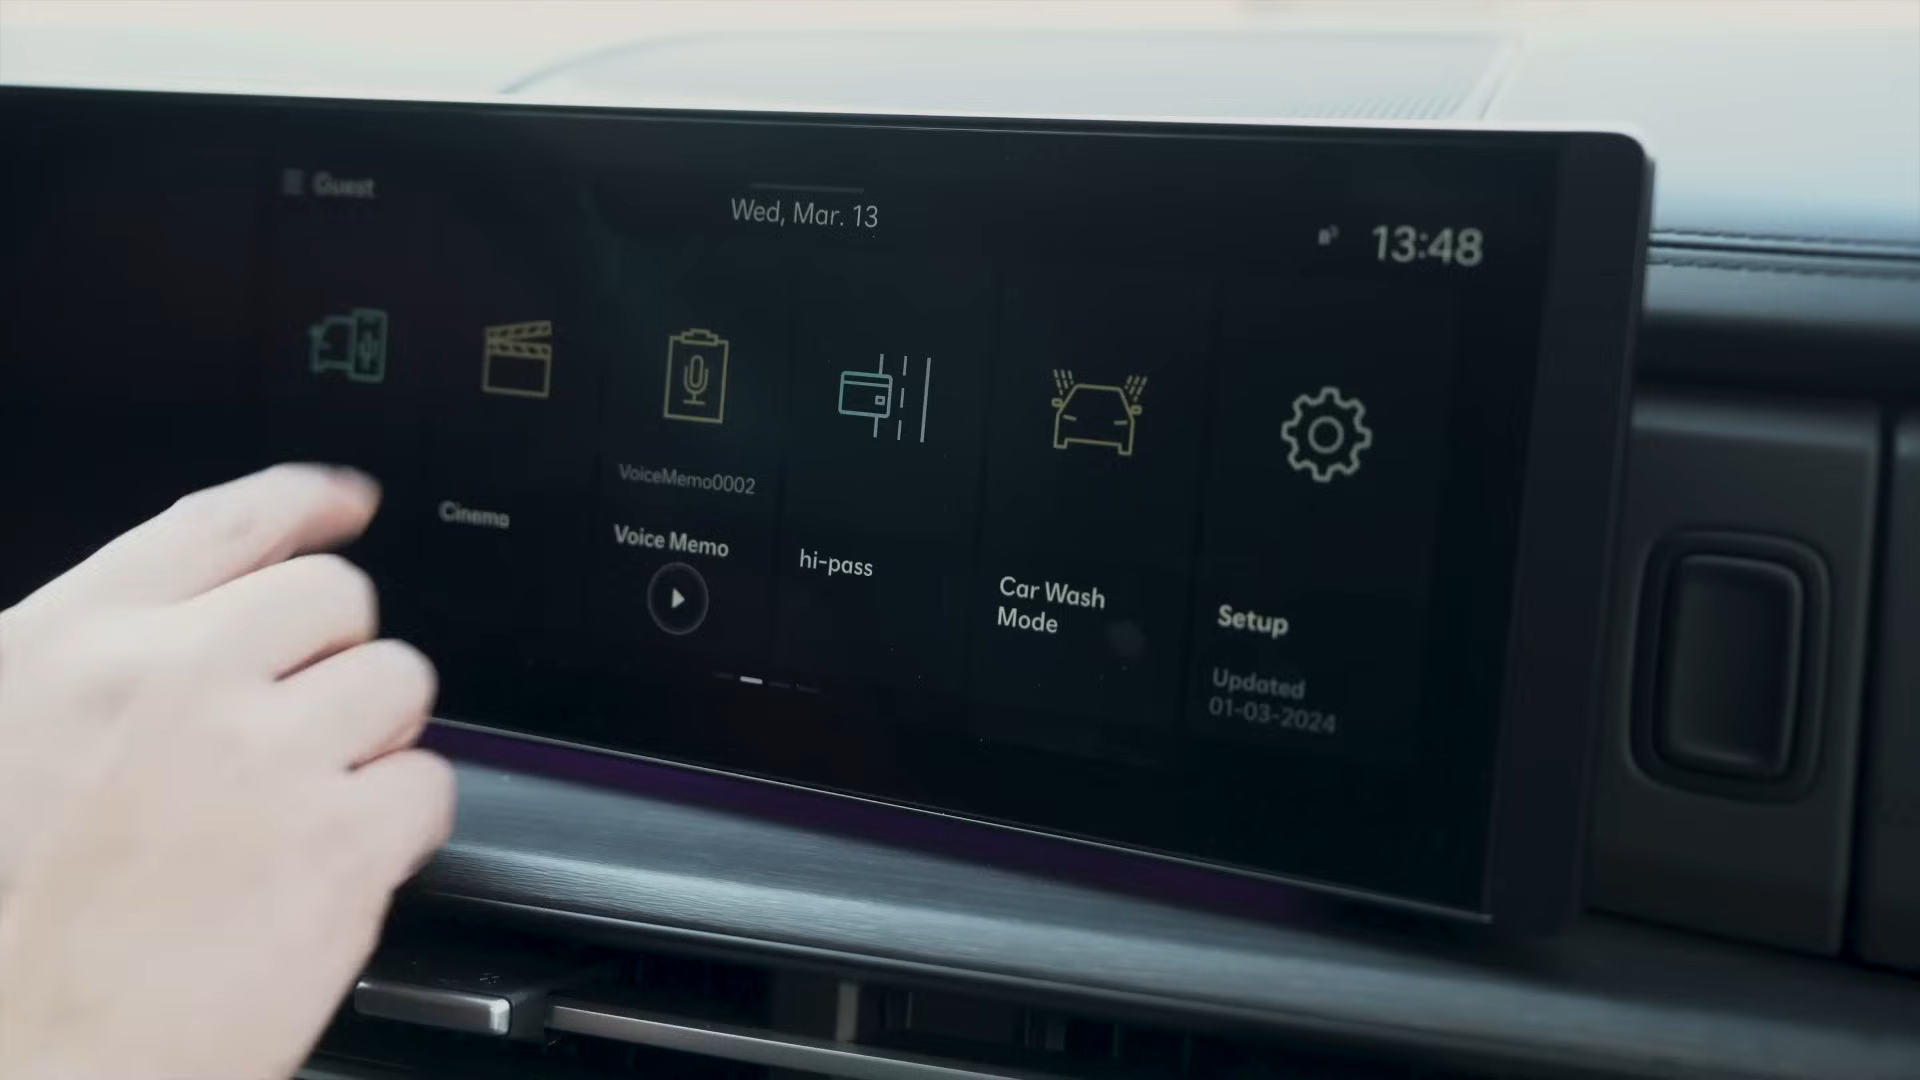 Guest
Wed, Mar. 13
13:48
Cinema
VoiceMemo0002
Voice Memo
hi-pass
Car Wash
Mode
Setup
Updated
01-03-2024